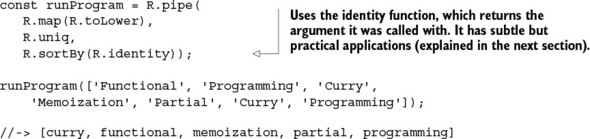 const runProgram = R.pipe(
R.map(R.toLower),
R.uniq,
R.sortBy(R.identity));
Uses the identity function, which returns the
argument it was called with. It has subtle but
practical applications (explained in the next section).
runProgram(['Functional', 'Programming', 'Curry',
'Memoization', 'Partial', 'Curry', 'Programming']);
//-> [curry, functional, memoization, partial, programming]